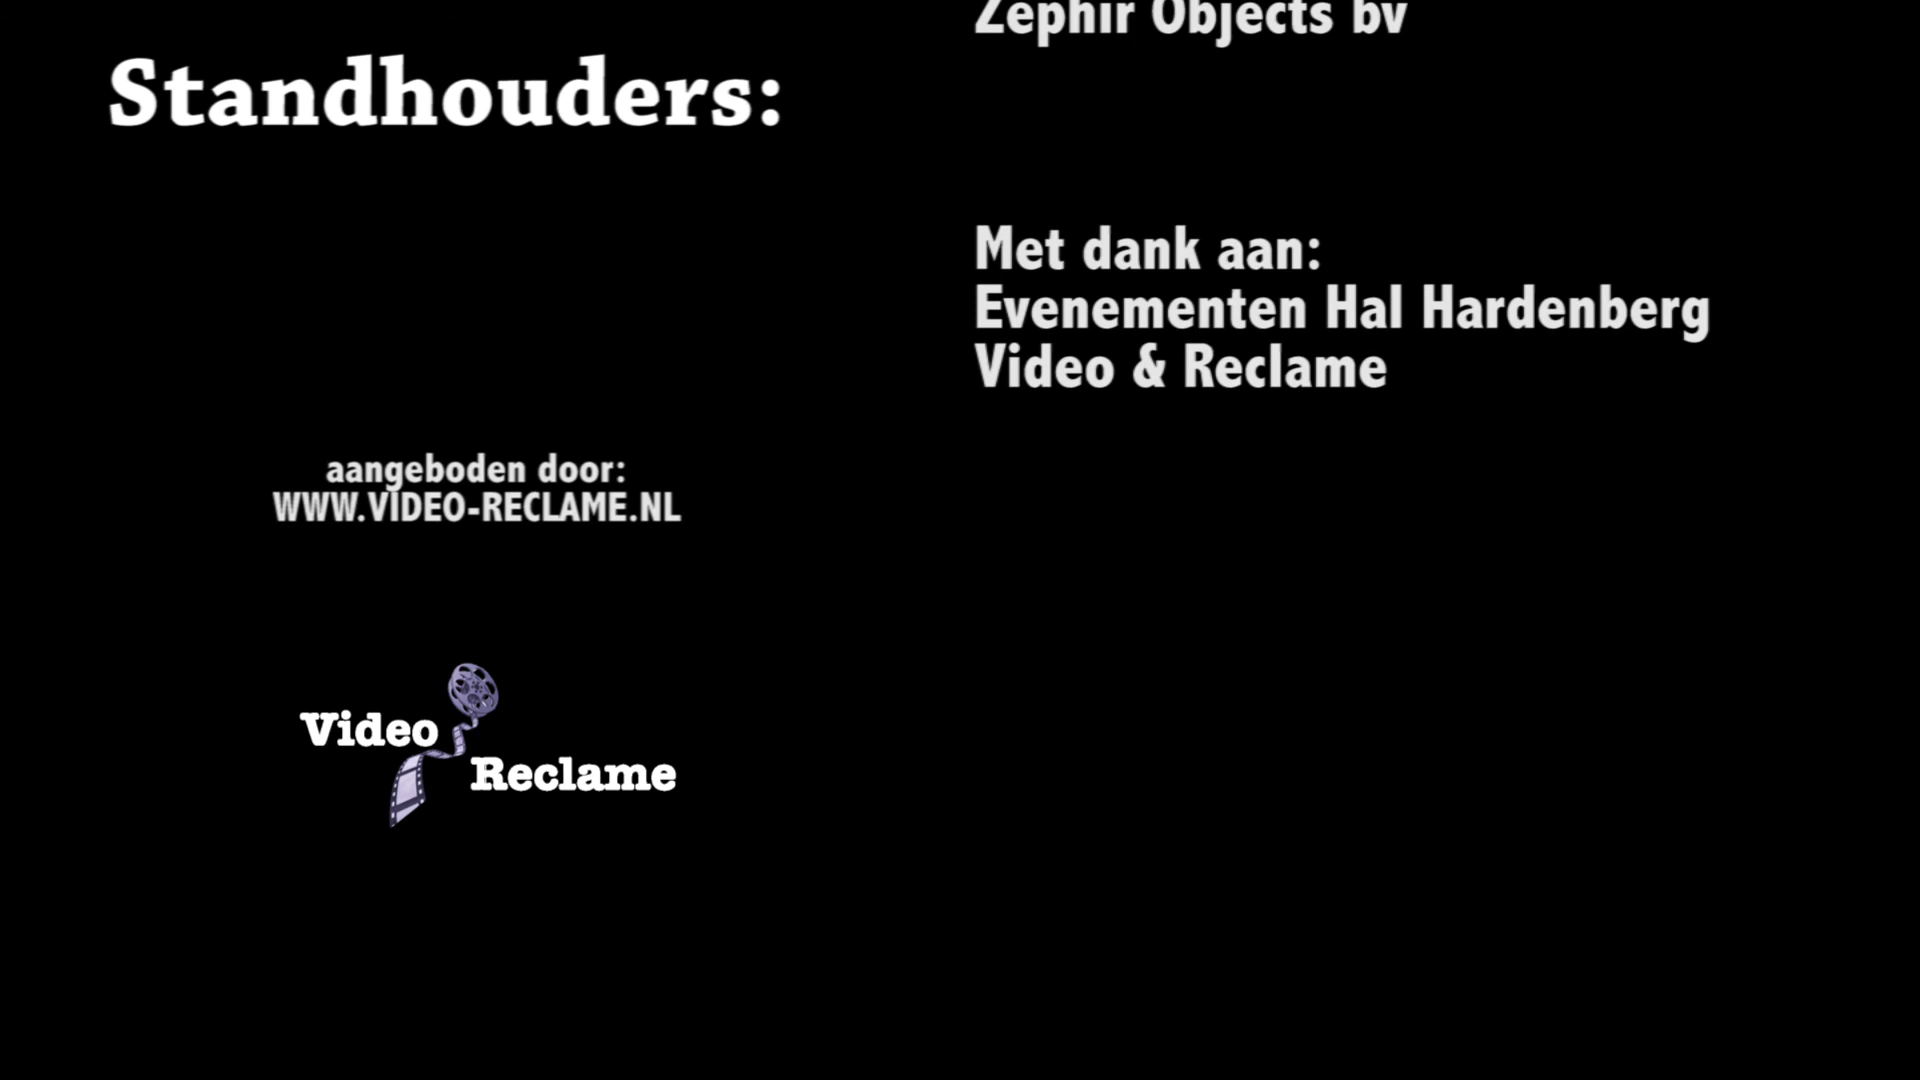 Standhouders:
aangeboden door:
WWW.VIDEO-RECLAME.NL
Video
Reclame
Zephir Objects bv
Met dank aan:
Evenementen Hal Hardenberg
Video & Reclame